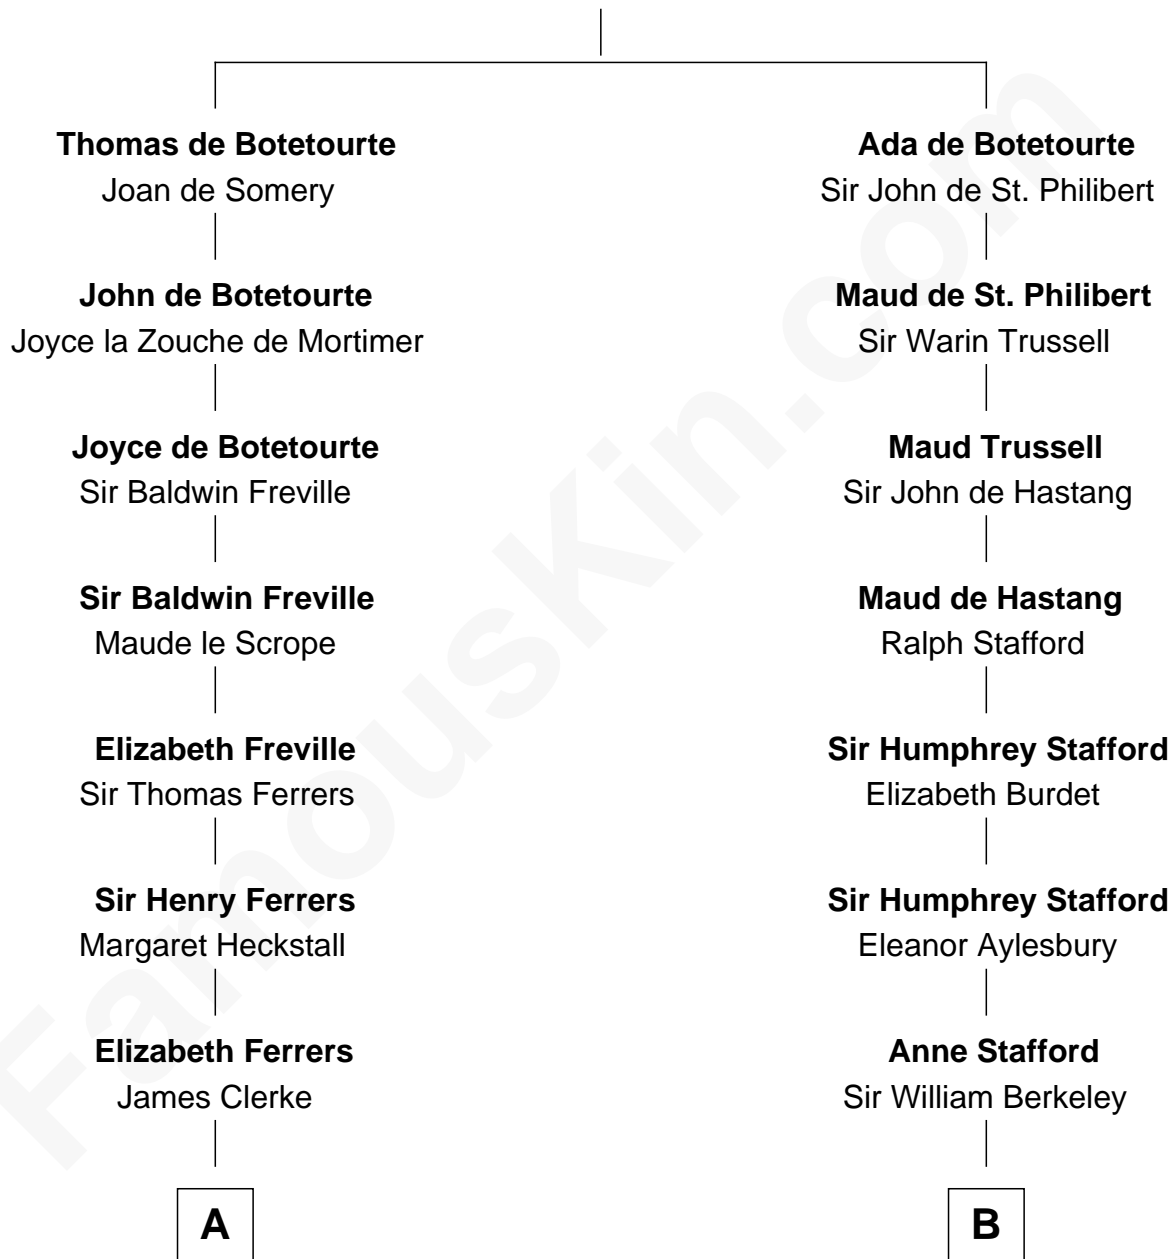 Thomas de Botetourte
Joan de Somery
John de Botetourte
Joyce la Zouche de Mortimer
Joyce de Botetourte
Sir Baldwin Freville
Sir Baldwin Freville
Maude le Scrope
Elizabeth Freville
Sir Thomas Ferrers
Sir Henry Ferrers
Margaret Heckstall
Elizabeth Ferrers
James Clerke
A
Ada de Botetourte
Sir John de St. Philibert
Maud de St. Philibert
Sir Warin Trussell
Maud Trussell
Sir John de Hastang
Maud de Hastang
Ralph Stafford
Sir Humphrey Stafford
Elizabeth Burdet
Sir Humphrey Stafford
Eleanor Aylesbury
Anne Stafford
Sir William Berkeley
B
FamousKin.com